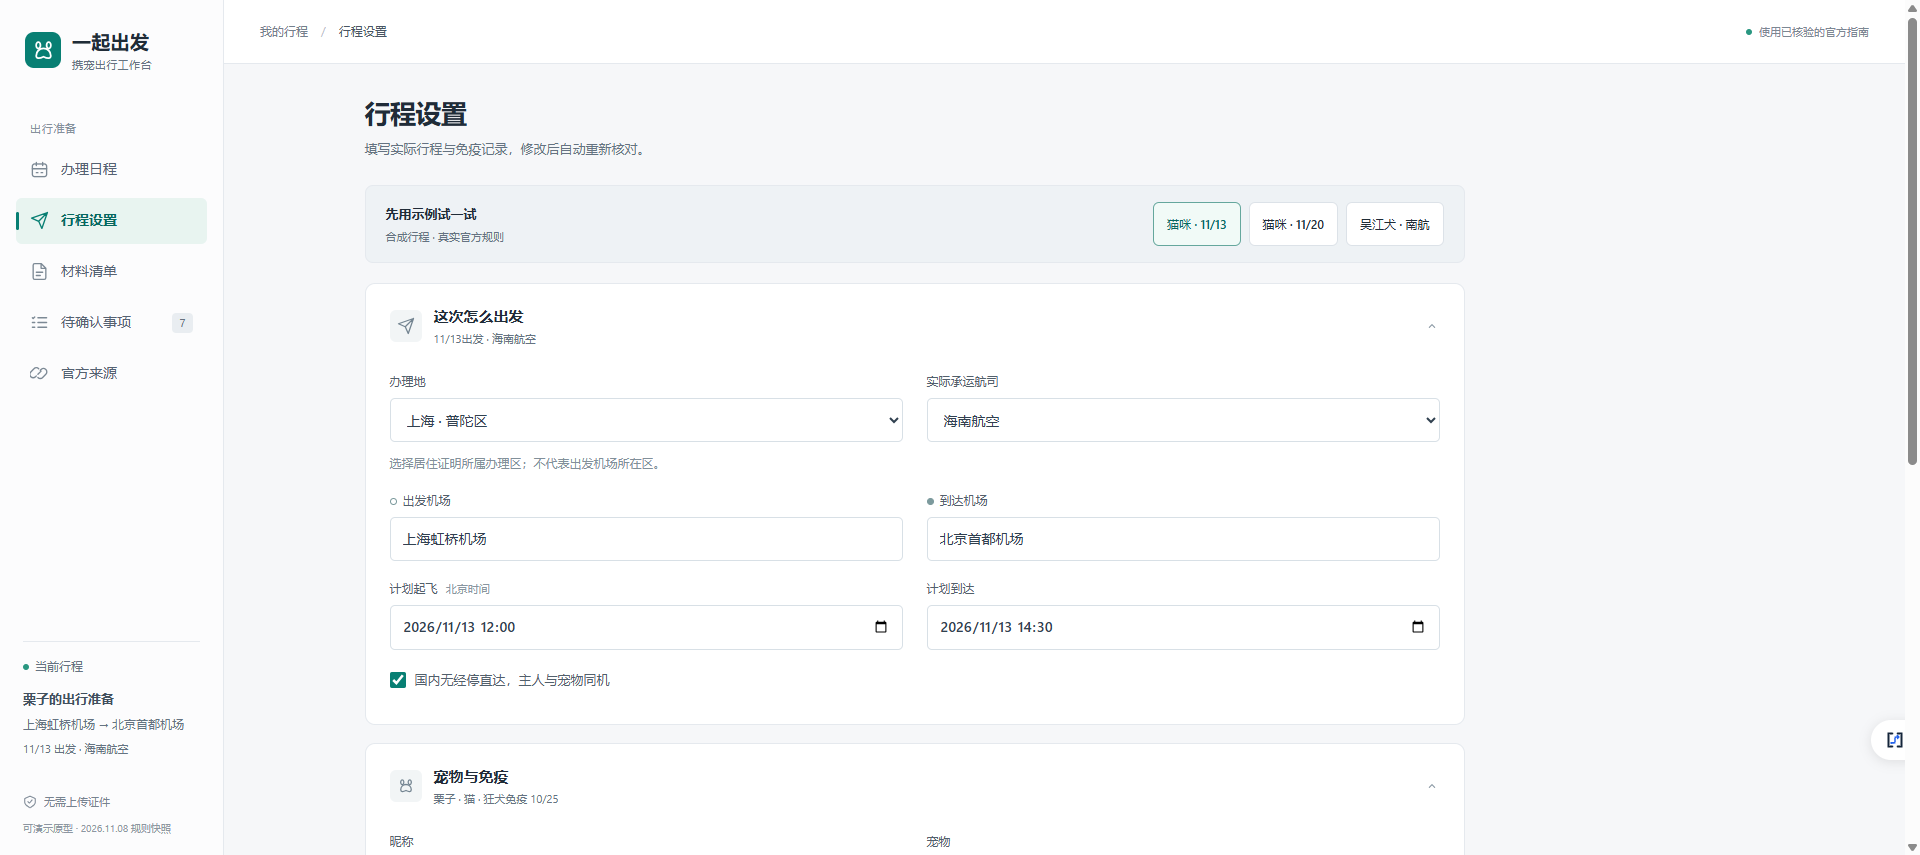 一起出发
携宠出行工作台
出行准备
办理日程
行程设置
材料清单
待确认事项 7
官方来源
当前行程
栗子的出行准备
上海虹桥机场 → 北京首都机场
11/13 出发 · 海南航空
无需上传证件
可演示原型 · 2026.11.08 规则快照
我的行程 / 行程设置
使用已核验的官方指南
行程设置
填写实际行程与免疫记录，修改后自动重新核对。
先用示例试一试
合成行程 · 真实官方规则
猫咪 · 11/13
猫咪 · 11/20
吴江犬 · 南航
这次怎么出发
11/13出发 · 海南航空
办理地
上海 · 普陀区
选择居住证明所属办理区；不代表出发机场所在区。
实际承运航司
海南航空
出发机场
上海虹桥机场
到达机场
北京首都机场
计划起飞 北京时间
2026/11/13 12:00
计划到达
2026/11/13 14:30
国内无经停直达，主人与宠物同机
宠物与免疫
栗子 · 猫 · 狂犬免疫 10/25
昵称
宠物